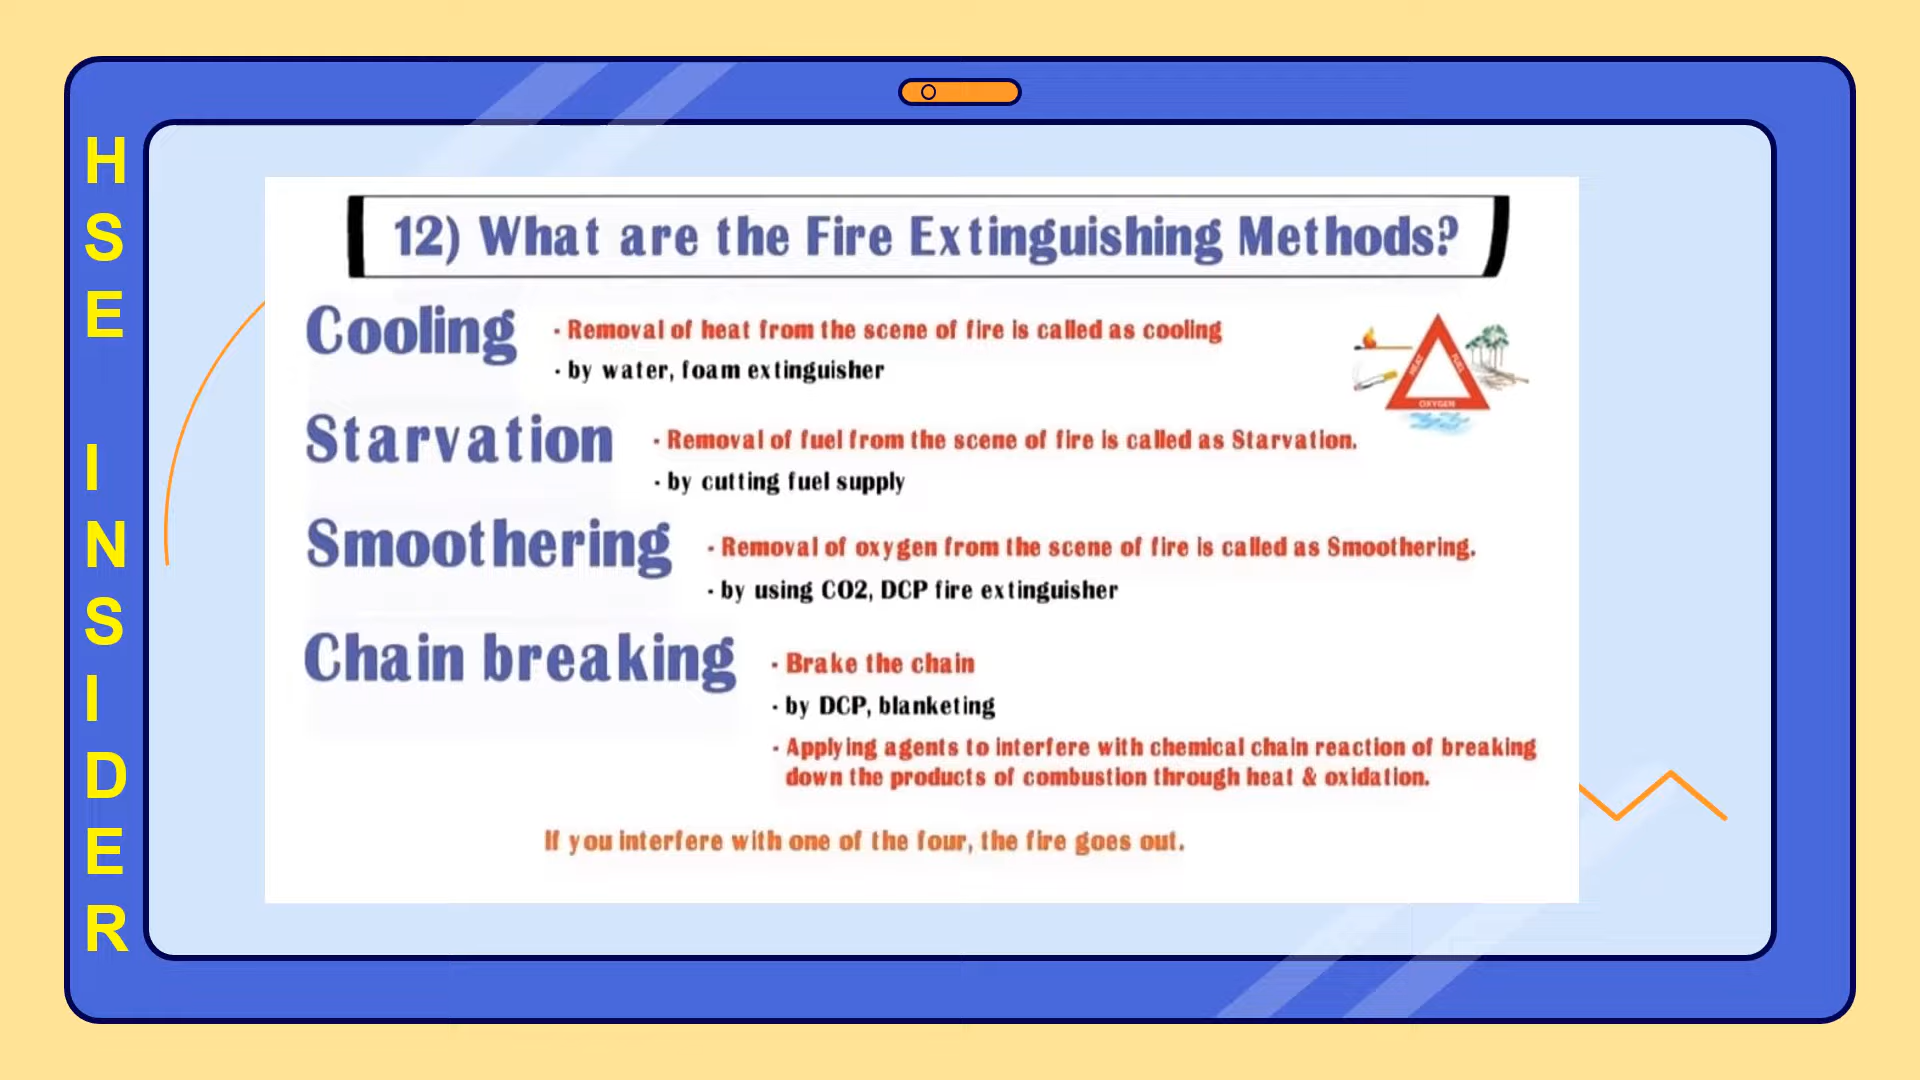 HSE INSIDER
12) What are the Fire Extinguishing Methods?
Cooling
- Removal of heat from the scene of fire is called as cooling
- by water, foam extinguisher
HEAT
FUEL
OXYGEN
Starvation
- Removal of fuel from the scene of fire is called as Starvation.
- by cutting fuel supply
Smoothering
- Removal of oxygen from the scene of fire is called as Smoothering.
- by using CO2, DCP fire extinguisher
Chain breaking
- Brake the chain
- by DCP, blanketing
- Applying agents to interfere with chemical chain reaction of breaking
down the products of combustion through heat & oxidation.
If you interfere with one of the four, the fire goes out.